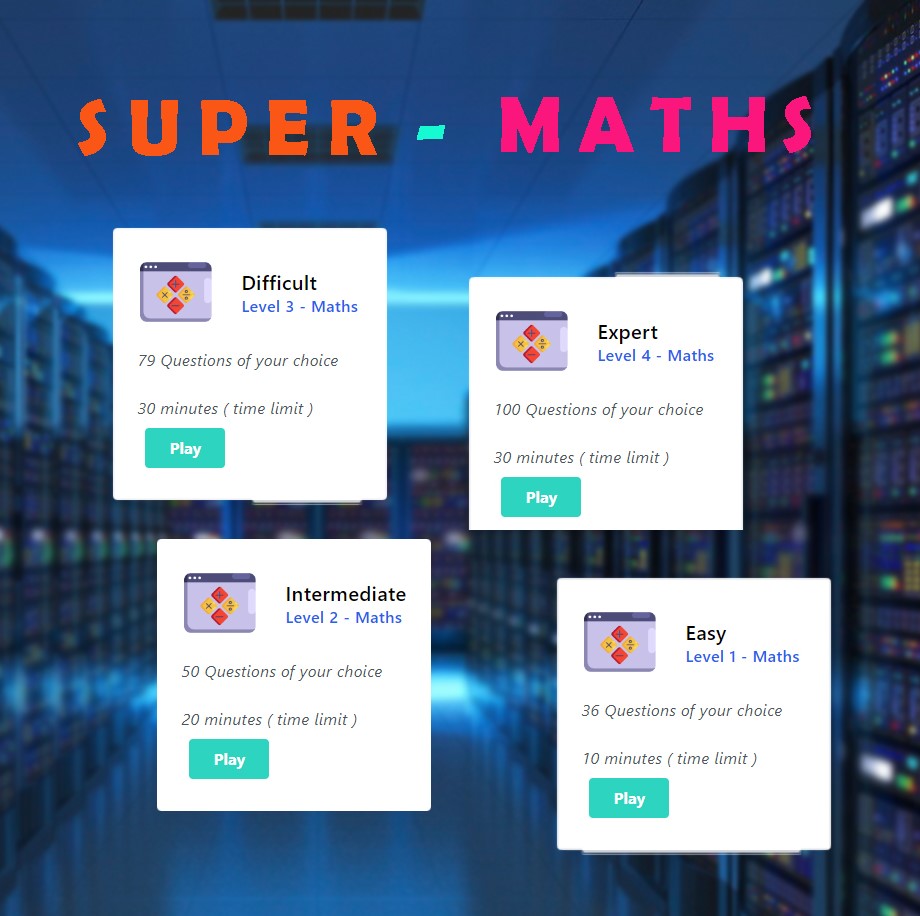 SUPER - MATHS
Difficult
Level 3 - Maths
79 Questions of your choice
30 minutes ( time limit )
Play
Expert
Level 4 - Maths
100 Questions of your choice
30 minutes ( time limit )
Play
Intermediate
Level 2 - Maths
50 Questions of your choice
20 minutes ( time limit )
Play
Easy
Level 1 - Maths
36 Questions of your choice
10 minutes ( time limit )
Play